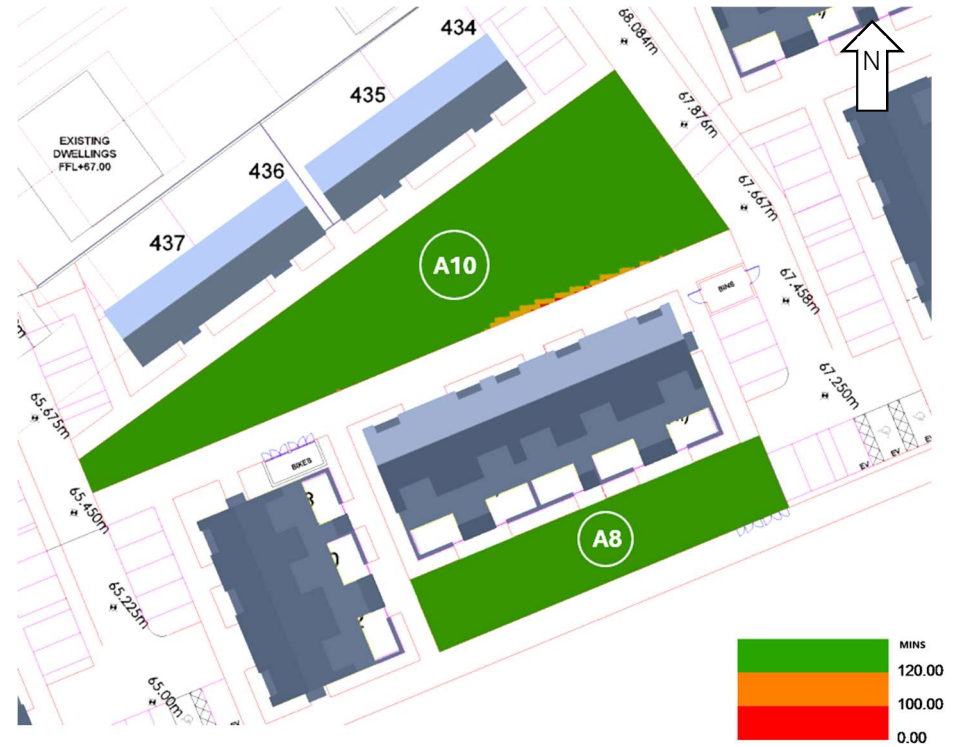 434
68.084m
N
435
67.876m
EXISTING
DWELLINGS
FFL+67.00
436
67.667m
437
A10
67.458m
BINS
67.250m
65.675m
BIKES
EV
EV
EV
65.450m
A8
65.225m
65.00m
MINS
120.00
100.00
0.00